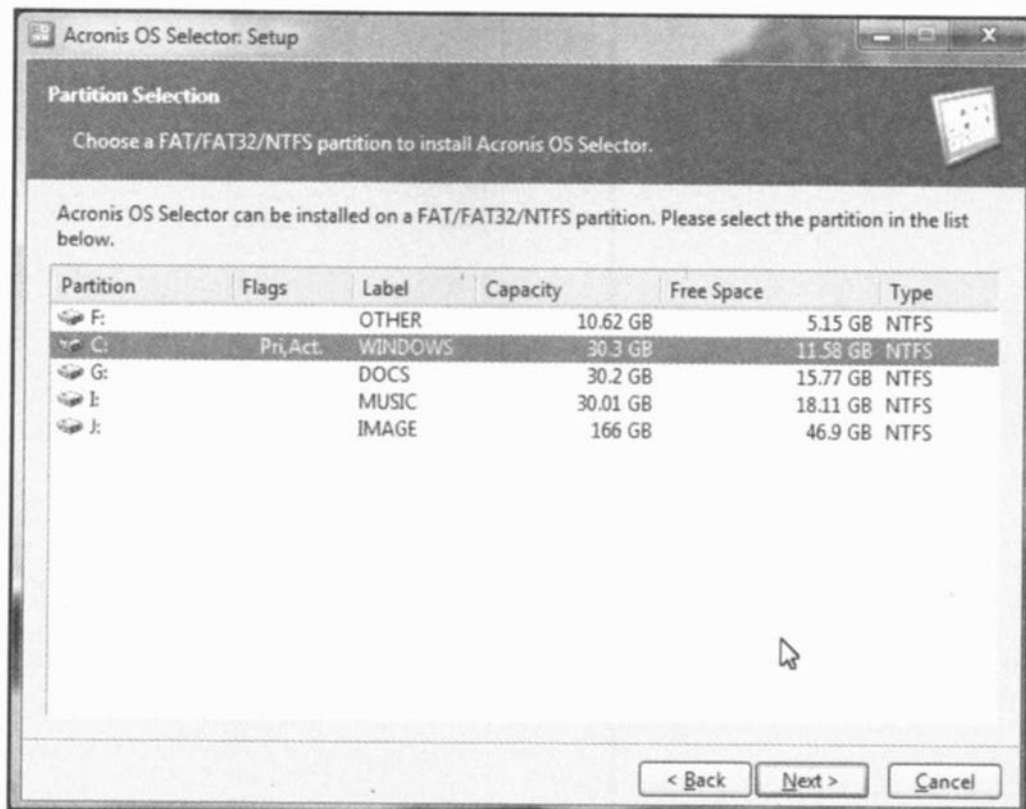 Acronis OS Selector: Setup
Partition Selection
Choose a FAT/FAT32/NTFS partition to install Acronis OS Selector.
Acronis OS Selector can be installed on a FAT/FAT32/NTFS partition. Please select the partition in the list
below.
Partition Flags Label Capacity Free Space Type
F: OTHER 10.62 GB 5.15 GB NTFS
C: Pri,Act. WINDOWS 30.3 GB 11.58 GB NTFS
G: DOCS 30.2 GB 15.77 GB NTFS
I: MUSIC 30.01 GB 18.11 GB NTFS
J: IMAGE 166 GB 46.9 GB NTFS
< Back Next > Cancel